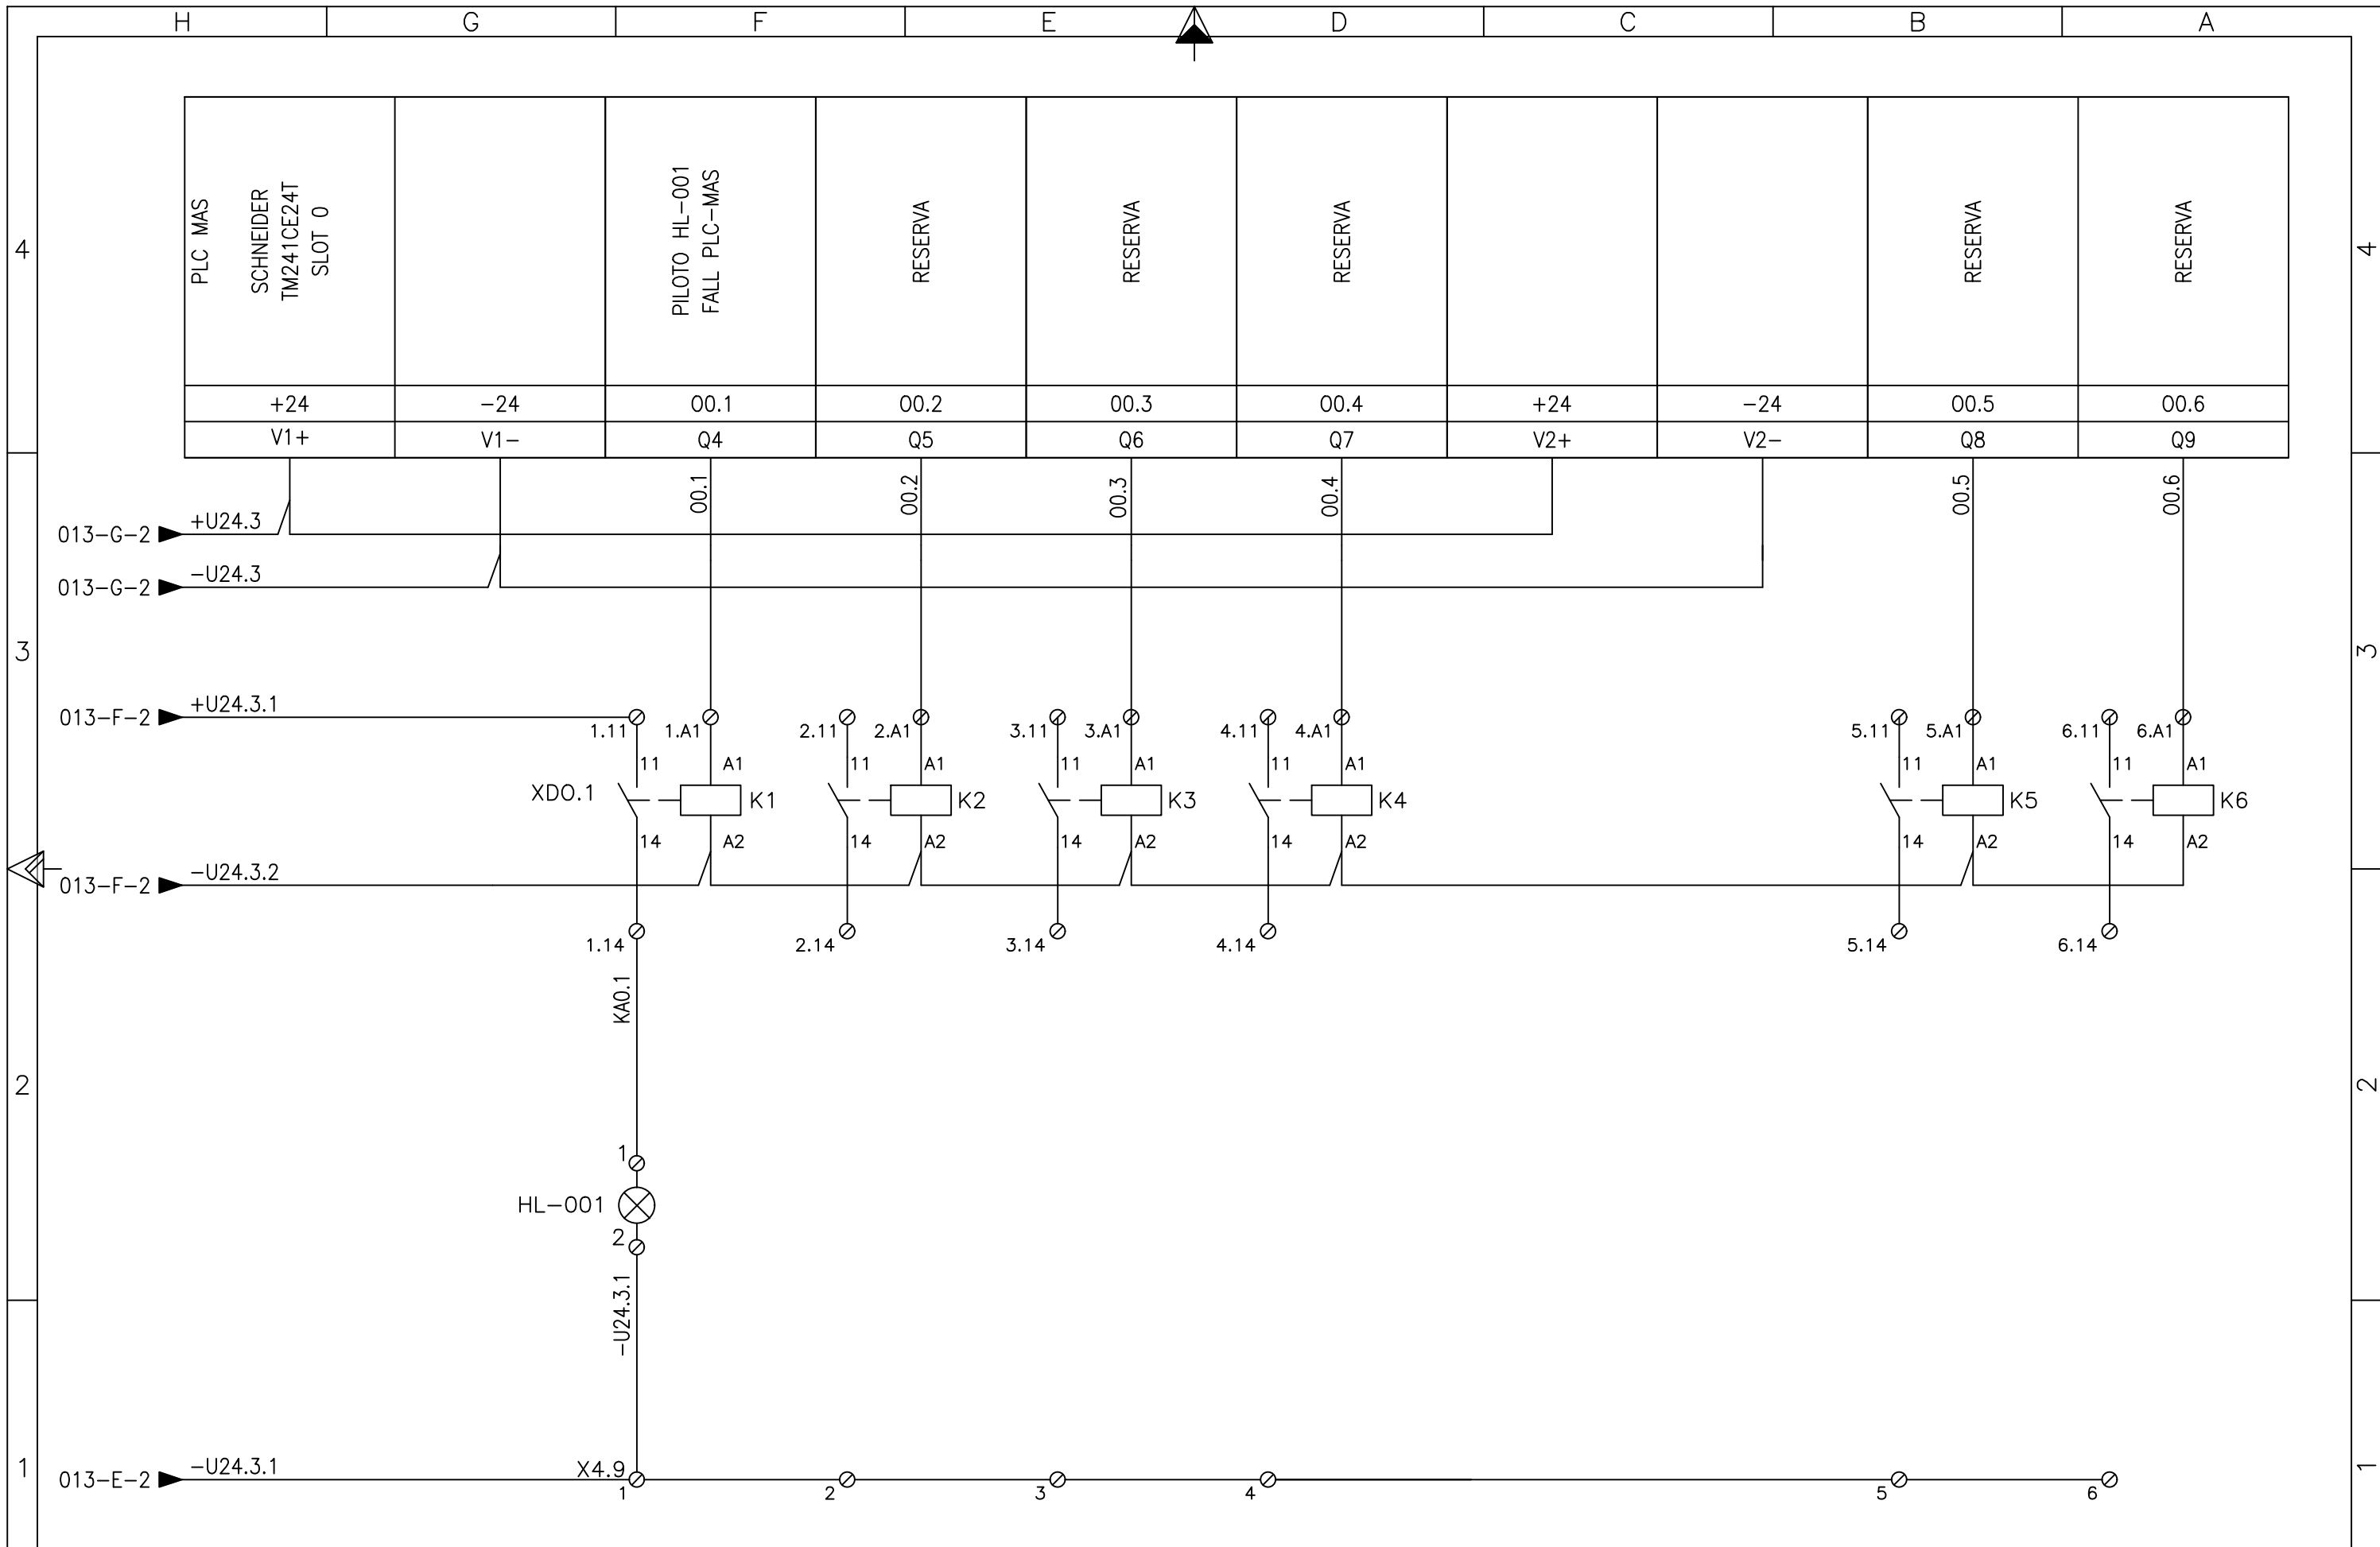 H G F E D C B A
4
4
PLC MAS
SCHNEIDER
TM241CE24T
SLOT 0
PILOTO HL-001
FALL PLC-MAS
RESERVA
RESERVA
RESERVA
RESERVA
RESERVA
+24 -24 00.1 00.2 00.3 00.4 +24 -24 00.5 00.6
V1+ V1- Q4 Q5 Q6 Q7 V2+ V2- Q8 Q9
00.1 00.2 00.3 00.4 00.5 00.6
013-G-2 +U24.3
013-G-2 -U24.3
3
3
013-F-2 +U24.3.1
1.11 1.A1 2.11 2.A1 3.11 3.A1 4.11 4.A1 5.11 5.A1 6.11 6.A1
11 A1 11 A1 11 A1 11 A1 11 A1 11 A1
XDO.1 K1 K2 K3 K4 K5 K6
14 A2 14 A2 14 A2 14 A2 14 A2 14 A2
013-F-2 -U24.3.2
1.14 2.14 3.14 4.14 5.14 6.14
KA0.1
2
2
1
HL-001
2
-U24.3.1
1
1
013-E-2 -U24.3.1 X4.9
1 2 3 4 5 6